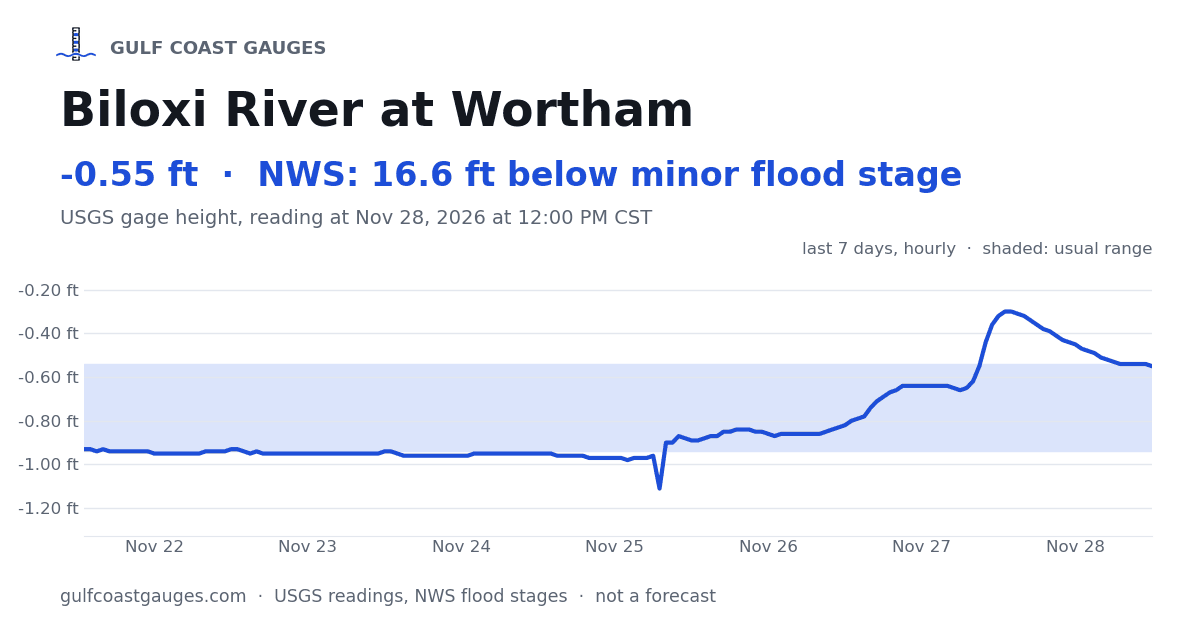 GULF COAST GAUGES
Biloxi River at Wortham
-0.55 ft · NWS: 16.6 ft below minor flood stage
USGS gage height, reading at Nov 28, 2026 at 12:00 PM CST
last 7 days, hourly · shaded: usual range
-0.20 ft
-0.40 ft
-0.60 ft
-0.80 ft
-1.00 ft
-1.20 ft
Nov 22 Nov 23 Nov 24 Nov 25 Nov 26 Nov 27 Nov 28
gulfcoastgauges.com · USGS readings, NWS flood stages · not a forecast